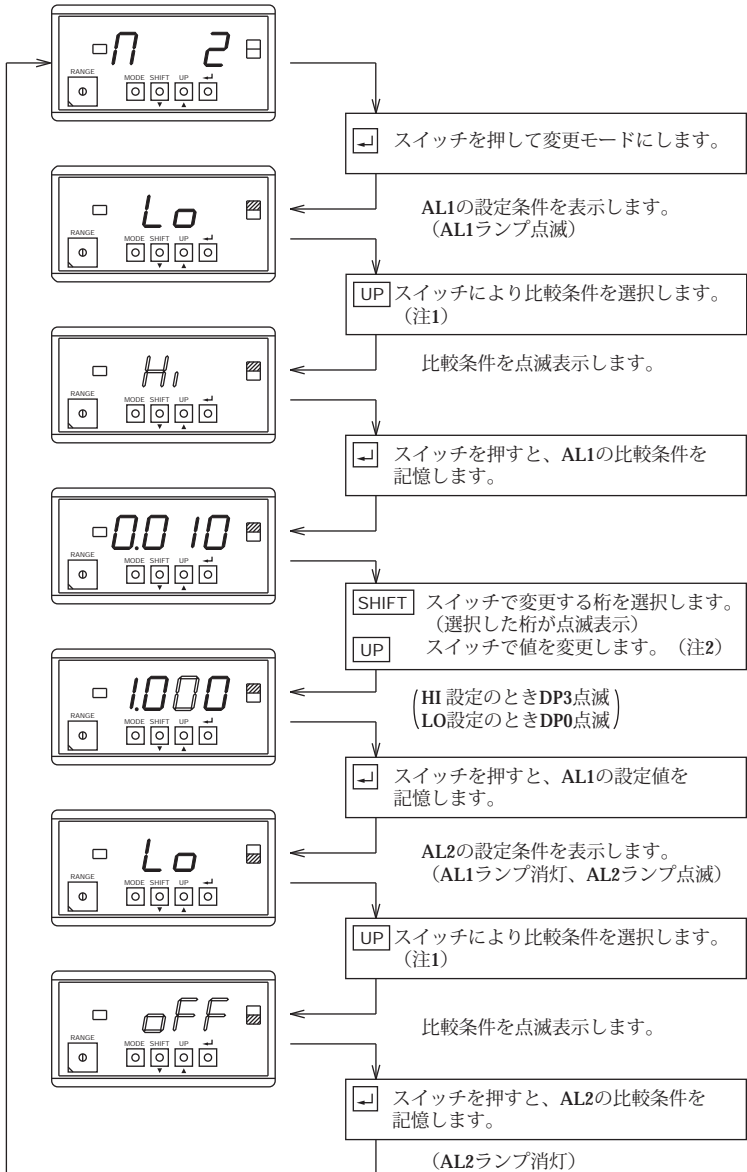 П 2
RANGE
MODE SHIFT UP ↵
▼ ▲
↵ スイッチを押して変更モードにします。
Lo
RANGE
MODE SHIFT UP ↵
▼ ▲
AL1の設定条件を表示します。
（AL1ランプ点滅）
UP スイッチにより比較条件を選択します。
（注1）
Hi
RANGE
MODE SHIFT UP ↵
▼ ▲
比較条件を点滅表示します。
↵ スイッチを押すと、AL1の比較条件を
記憶します。
0.010
RANGE
MODE SHIFT UP ↵
▼ ▲
SHIFT スイッチで変更する桁を選択します。
（選択した桁が点滅表示）
UP スイッチで値を変更します。（注2）
1.000
RANGE
MODE SHIFT UP ↵
▼ ▲
HI 設定のときDP3点滅
LO設定のときDP0点滅
↵ スイッチを押すと、AL1の設定値を
記憶します。
Lo
RANGE
MODE SHIFT UP ↵
▼ ▲
AL2の設定条件を表示します。
（AL1ランプ消灯、AL2ランプ点滅）
UP スイッチにより比較条件を選択します。
（注1）
oFF
RANGE
MODE SHIFT UP ↵
▼ ▲
比較条件を点滅表示します。
↵ スイッチを押すと、AL2の比較条件を
記憶します。
（AL2ランプ消灯）